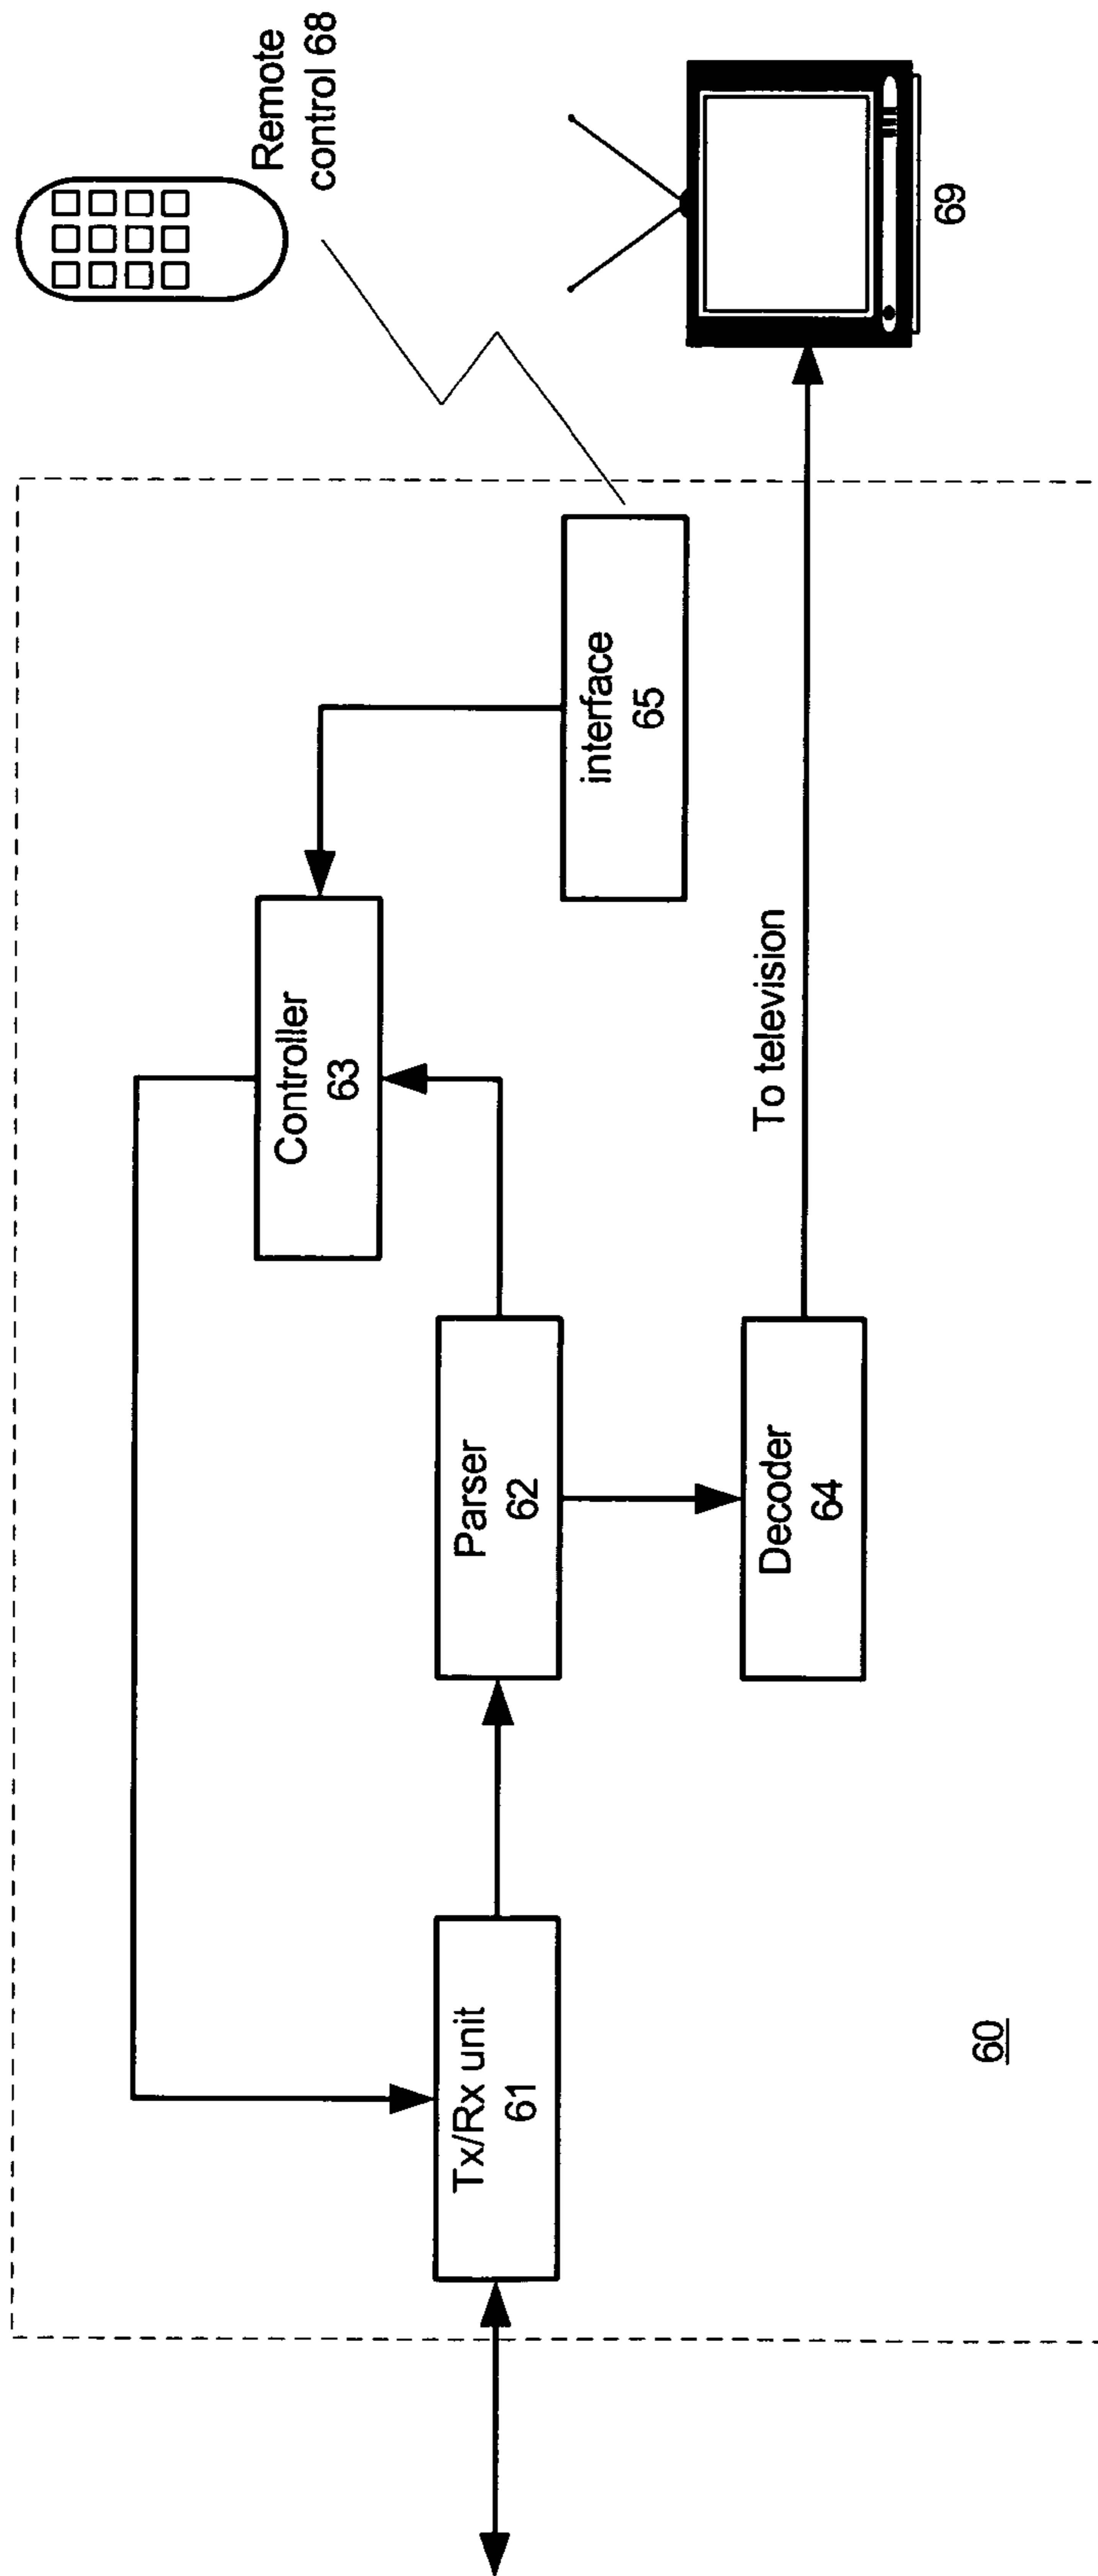 Remote
control 68
Controller
63
interface
65
Tx/Rx unit
61
Parser
62
Decoder
64
To television
69
60